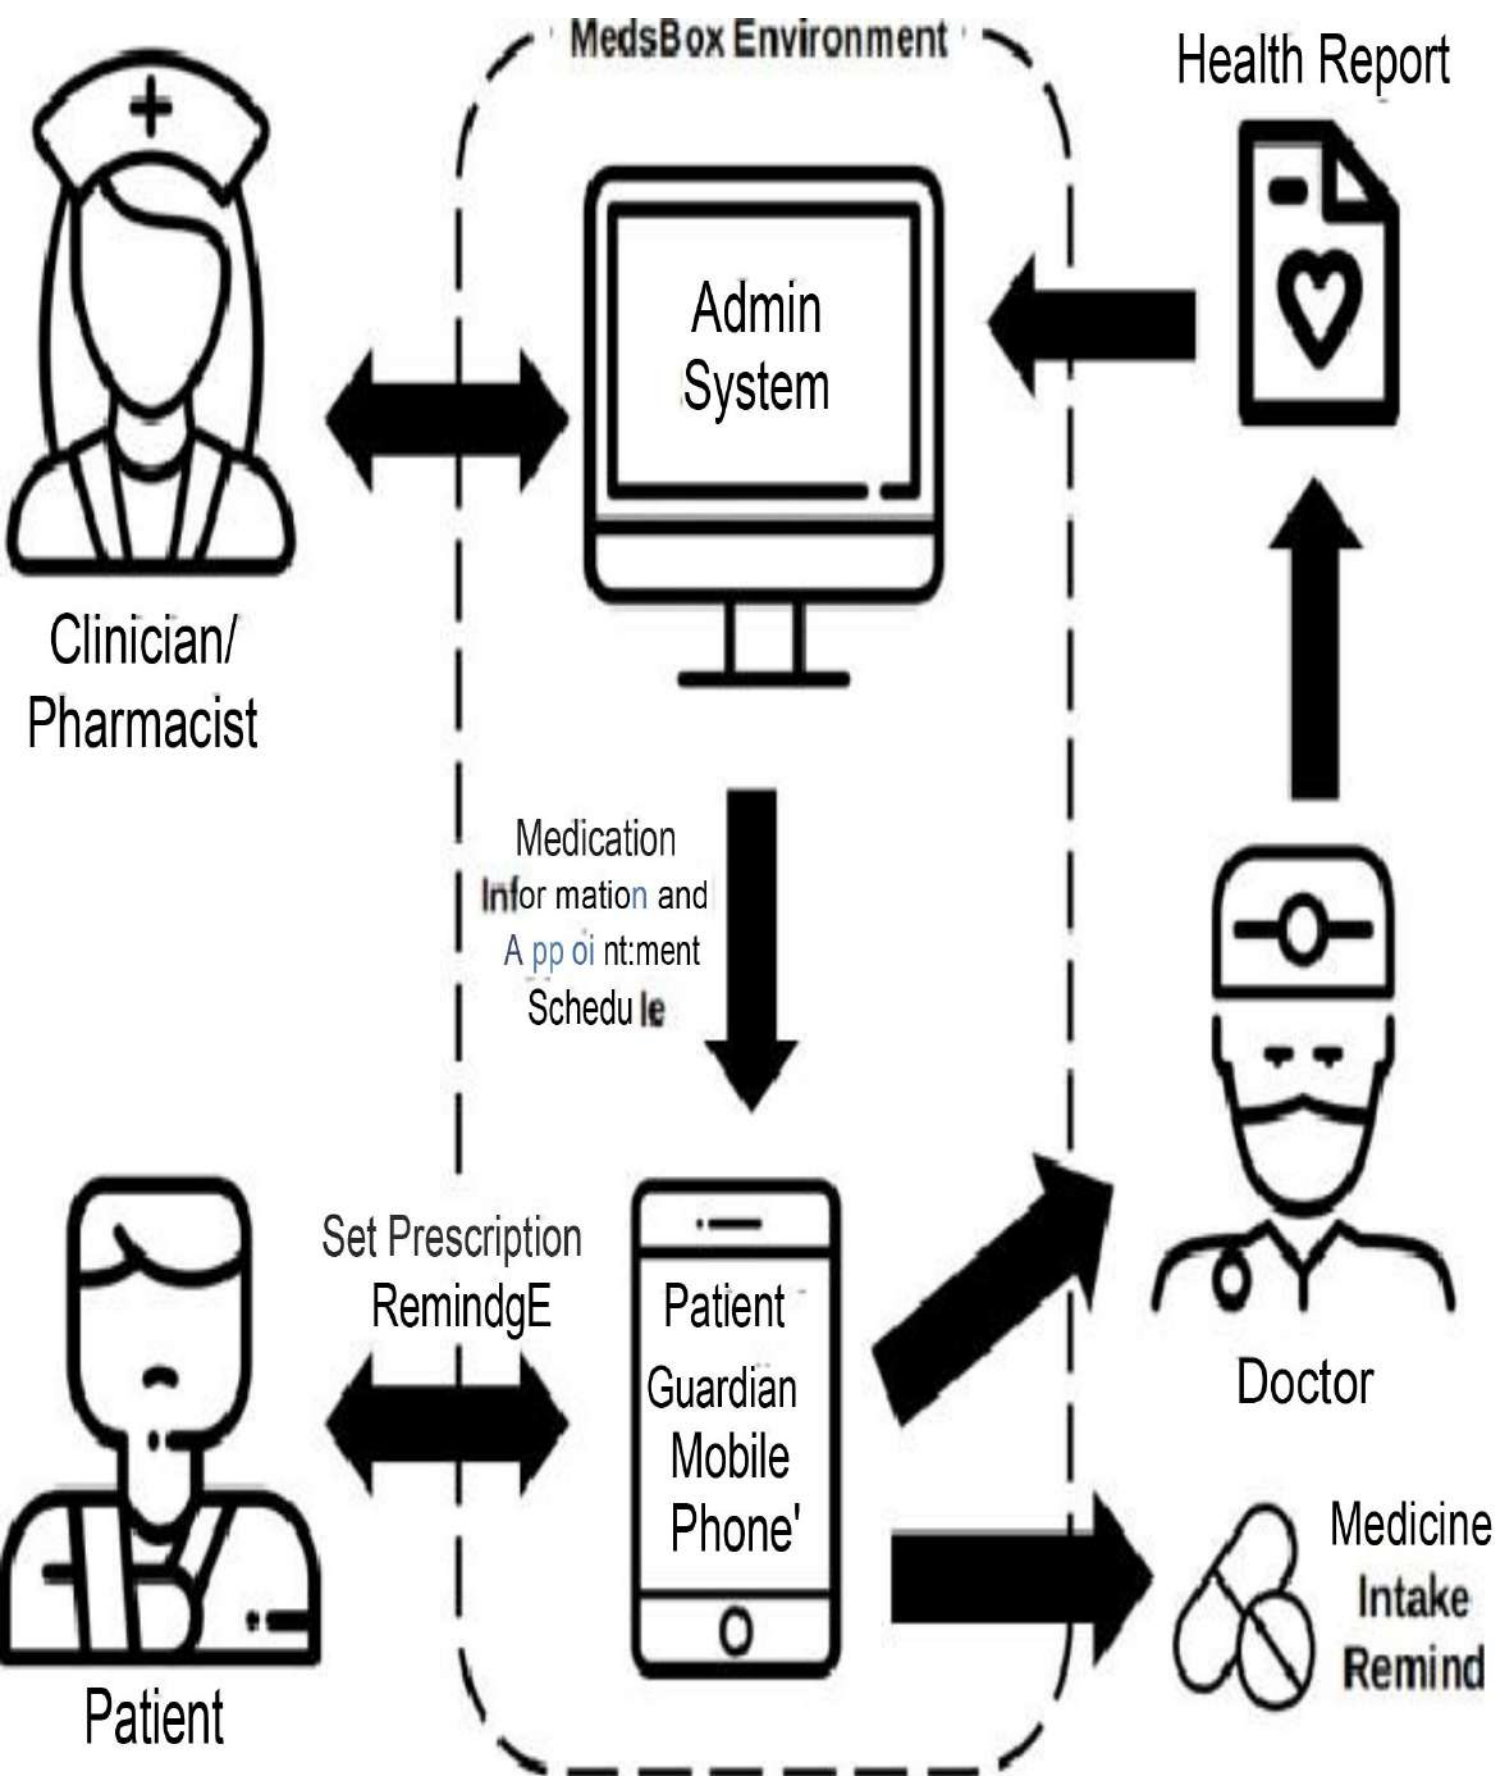 MedsBox Environment
Health Report
Admin
System
Clinician/
Pharmacist
Medication
Infor mation and
A pp oi nt:ment
Schedu le
Set Prescription
RemindgE
Patient
Guardian
Mobile
Phone'
Doctor
Medicine
Intake
Remind
Patient